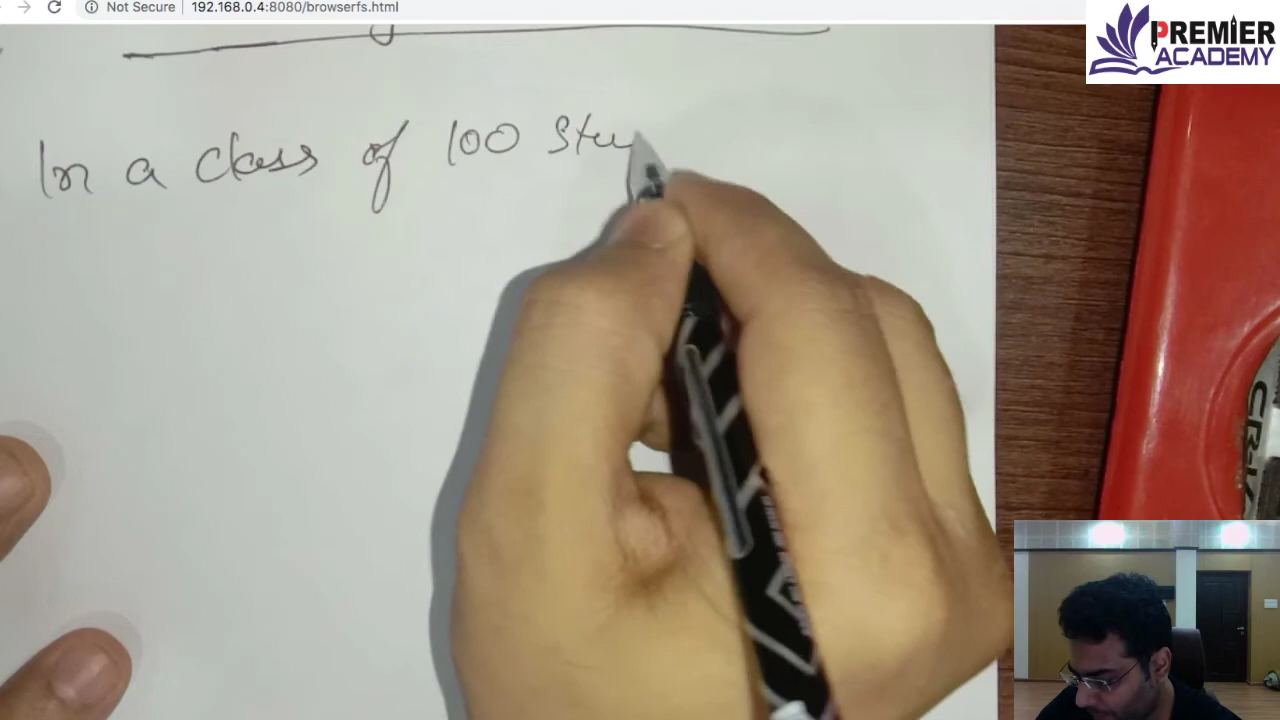 Not Secure 192.168.0.4:8080/browserfs.html
PREMIER
ACADEMY
In a class of 100 Stu